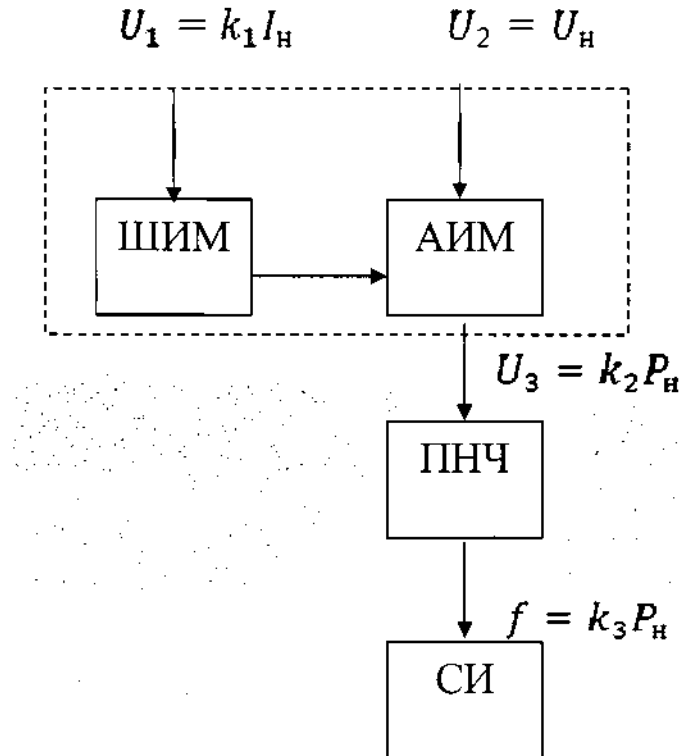 U₁ = k₁Iн U₂ = Uн
ШИМ АИМ
U₃ = k₂Pн
ПНЧ
f = k₃Pн
СИ